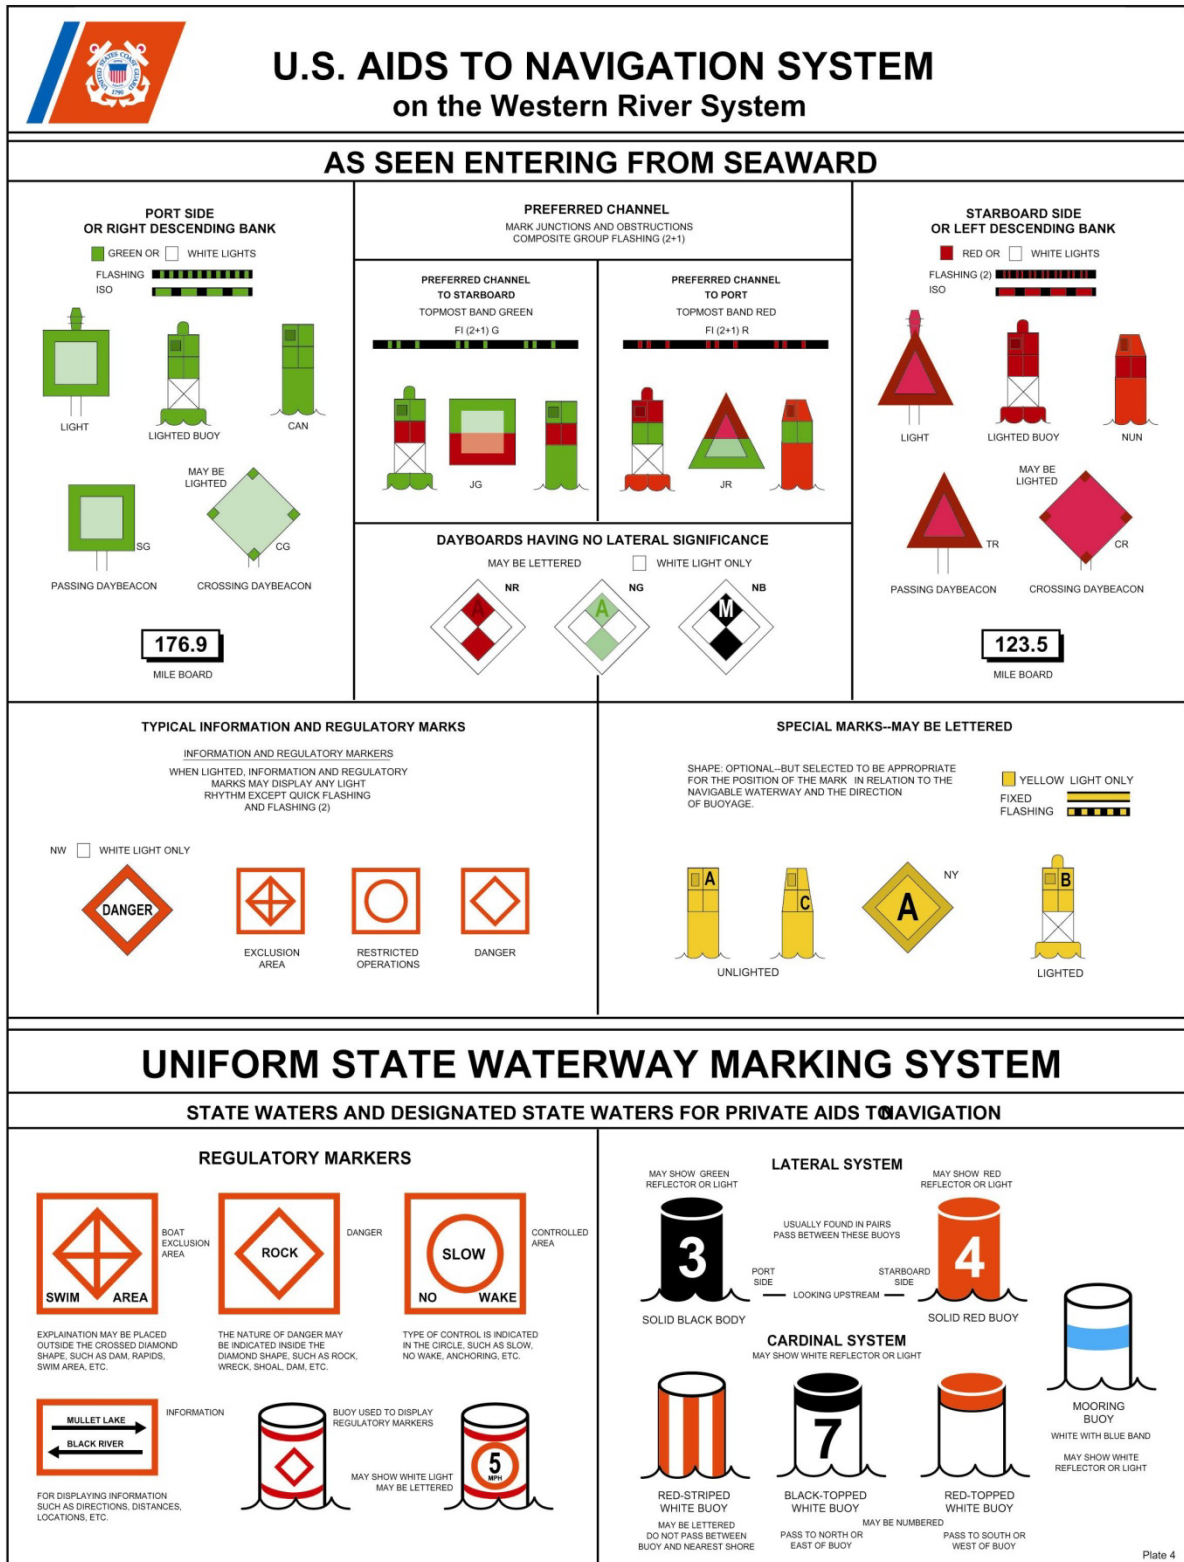 UNITED STATES COAST GUARD
1790
U.S. AIDS TO NAVIGATION SYSTEM
on the Western River System
AS SEEN ENTERING FROM SEAWARD
PORT SIDE
OR RIGHT DESCENDING BANK
GREEN OR WHITE LIGHTS
FLASHING
ISO
LIGHT
LIGHTED BUOY
CAN
MAY BE
LIGHTED
SG
CG
PASSING DAYBEACON
CROSSING DAYBEACON
176.9
MILE BOARD
PREFERRED CHANNEL
MARK JUNCTIONS AND OBSTRUCTIONS
COMPOSITE GROUP FLASHING (2+1)
PREFERRED CHANNEL
TO STARBOARD
TOPMOST BAND GREEN
FI (2+1) G
JG
PREFERRED CHANNEL
TO PORT
TOPMOST BAND RED
FI (2+1) R
JR
DAYBOARDS HAVING NO LATERAL SIGNIFICANCE
MAY BE LETTERED WHITE LIGHT ONLY
A NR
A NG
M NB
STARBOARD SIDE
OR LEFT DESCENDING BANK
RED OR WHITE LIGHTS
FLASHING (2)
ISO
LIGHT
LIGHTED BUOY
NUN
MAY BE
LIGHTED
TR
CR
PASSING DAYBEACON
CROSSING DAYBEACON
123.5
MILE BOARD
TYPICAL INFORMATION AND REGULATORY MARKS
INFORMATION AND REGULATORY MARKERS
WHEN LIGHTED, INFORMATION AND REGULATORY
MARKS MAY DISPLAY ANY LIGHT
RHYTHM EXCEPT QUICK FLASHING
AND FLASHING (2)
NW WHITE LIGHT ONLY
DANGER
EXCLUSION
AREA
RESTRICTED
OPERATIONS
DANGER
SPECIAL MARKS--MAY BE LETTERED
SHAPE: OPTIONAL--BUT SELECTED TO BE APPROPRIATE
FOR THE POSITION OF THE MARK IN RELATION TO THE
NAVIGABLE WATERWAY AND THE DIRECTION
OF BUOYAGE.
YELLOW LIGHT ONLY
FIXED
FLASHING
A
C
A
NY
B
UNLIGHTED
LIGHTED
UNIFORM STATE WATERWAY MARKING SYSTEM
STATE WATERS AND DESIGNATED STATE WATERS FOR PRIVATE AIDS TO NAVIGATION
REGULATORY MARKERS
SWIM AREA
BOAT
EXCLUSION
AREA
EXPLAINATION MAY BE PLACED
OUTSIDE THE CROSSED DIAMOND
SHAPE, SUCH AS DAM, RAPIDS,
SWIM AREA, ETC.
ROCK
DANGER
THE NATURE OF DANGER MAY
BE INDICATED INSIDE THE
DIAMOND SHAPE, SUCH AS ROCK,
WRECK, SHOAL, DAM, ETC.
SLOW
NO WAKE
CONTROLLED
AREA
TYPE OF CONTROL IS INDICATED
IN THE CIRCLE, SUCH AS SLOW,
NO WAKE, ANCHORING, ETC.
MULLET LAKE
BLACK RIVER
INFORMATION
FOR DISPLAYING INFORMATION
SUCH AS DIRECTIONS, DISTANCES,
LOCATIONS, ETC.
BUOY USED TO DISPLAY
REGULATORY MARKERS
MAY SHOW WHITE LIGHT
MAY BE LETTERED
5
MPH
LATERAL SYSTEM
MAY SHOW GREEN
REFLECTOR OR LIGHT
3
SOLID BLACK BODY
USUALLY FOUND IN PAIRS
PASS BETWEEN THESE BUOYS
PORT
SIDE
LOOKING UPSTREAM
STARBOARD
SIDE
MAY SHOW RED
REFLECTOR OR LIGHT
4
SOLID RED BUOY
CARDINAL SYSTEM
MAY SHOW WHITE REFLECTOR OR LIGHT
RED-STRIPED
WHITE BUOY
MAY BE LETTERED
DO NOT PASS BETWEEN
BUOY AND NEAREST SHORE
7
BLACK-TOPPED
WHITE BUOY
MAY BE NUMBERED
PASS TO NORTH OR
EAST OF BUOY
RED-TOPPED
WHITE BUOY
PASS TO SOUTH OR
WEST OF BUOY
MOORING
BUOY
WHITE WITH BLUE BAND
MAY SHOW WHITE
REFLECTOR OR LIGHT
Plate 4